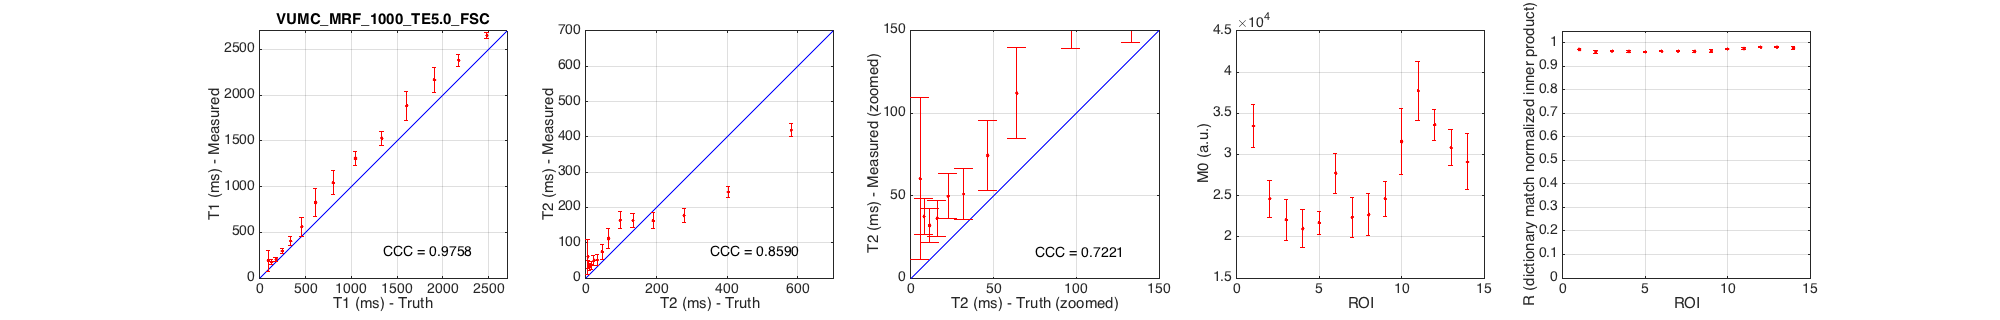 VUMC_MRF_1000_TE5.0_FSC
T1 (ms) - Measured
2500
2000
1500
1000
500
0
CCC = 0.9758
0 500 1000 1500 2000 2500
T1 (ms) - Truth
T2 (ms) - Measured
700
600
500
400
300
200
100
0
CCC = 0.8590
0 200 400 600
T2 (ms) - Truth
T2 (ms) - Measured (zoomed)
150
100
50
0
CCC = 0.7221
0 50 100 150
T2 (ms) - Truth (zoomed)
×10⁴
M0 (a.u.)
4.5
4
3.5
3
2.5
2
1.5
0 5 10 15
ROI
R (dictionary match normalized inner product)
1
0.9
0.8
0.7
0.6
0.5
0.4
0.3
0.2
0.1
0
0 5 10 15
ROI